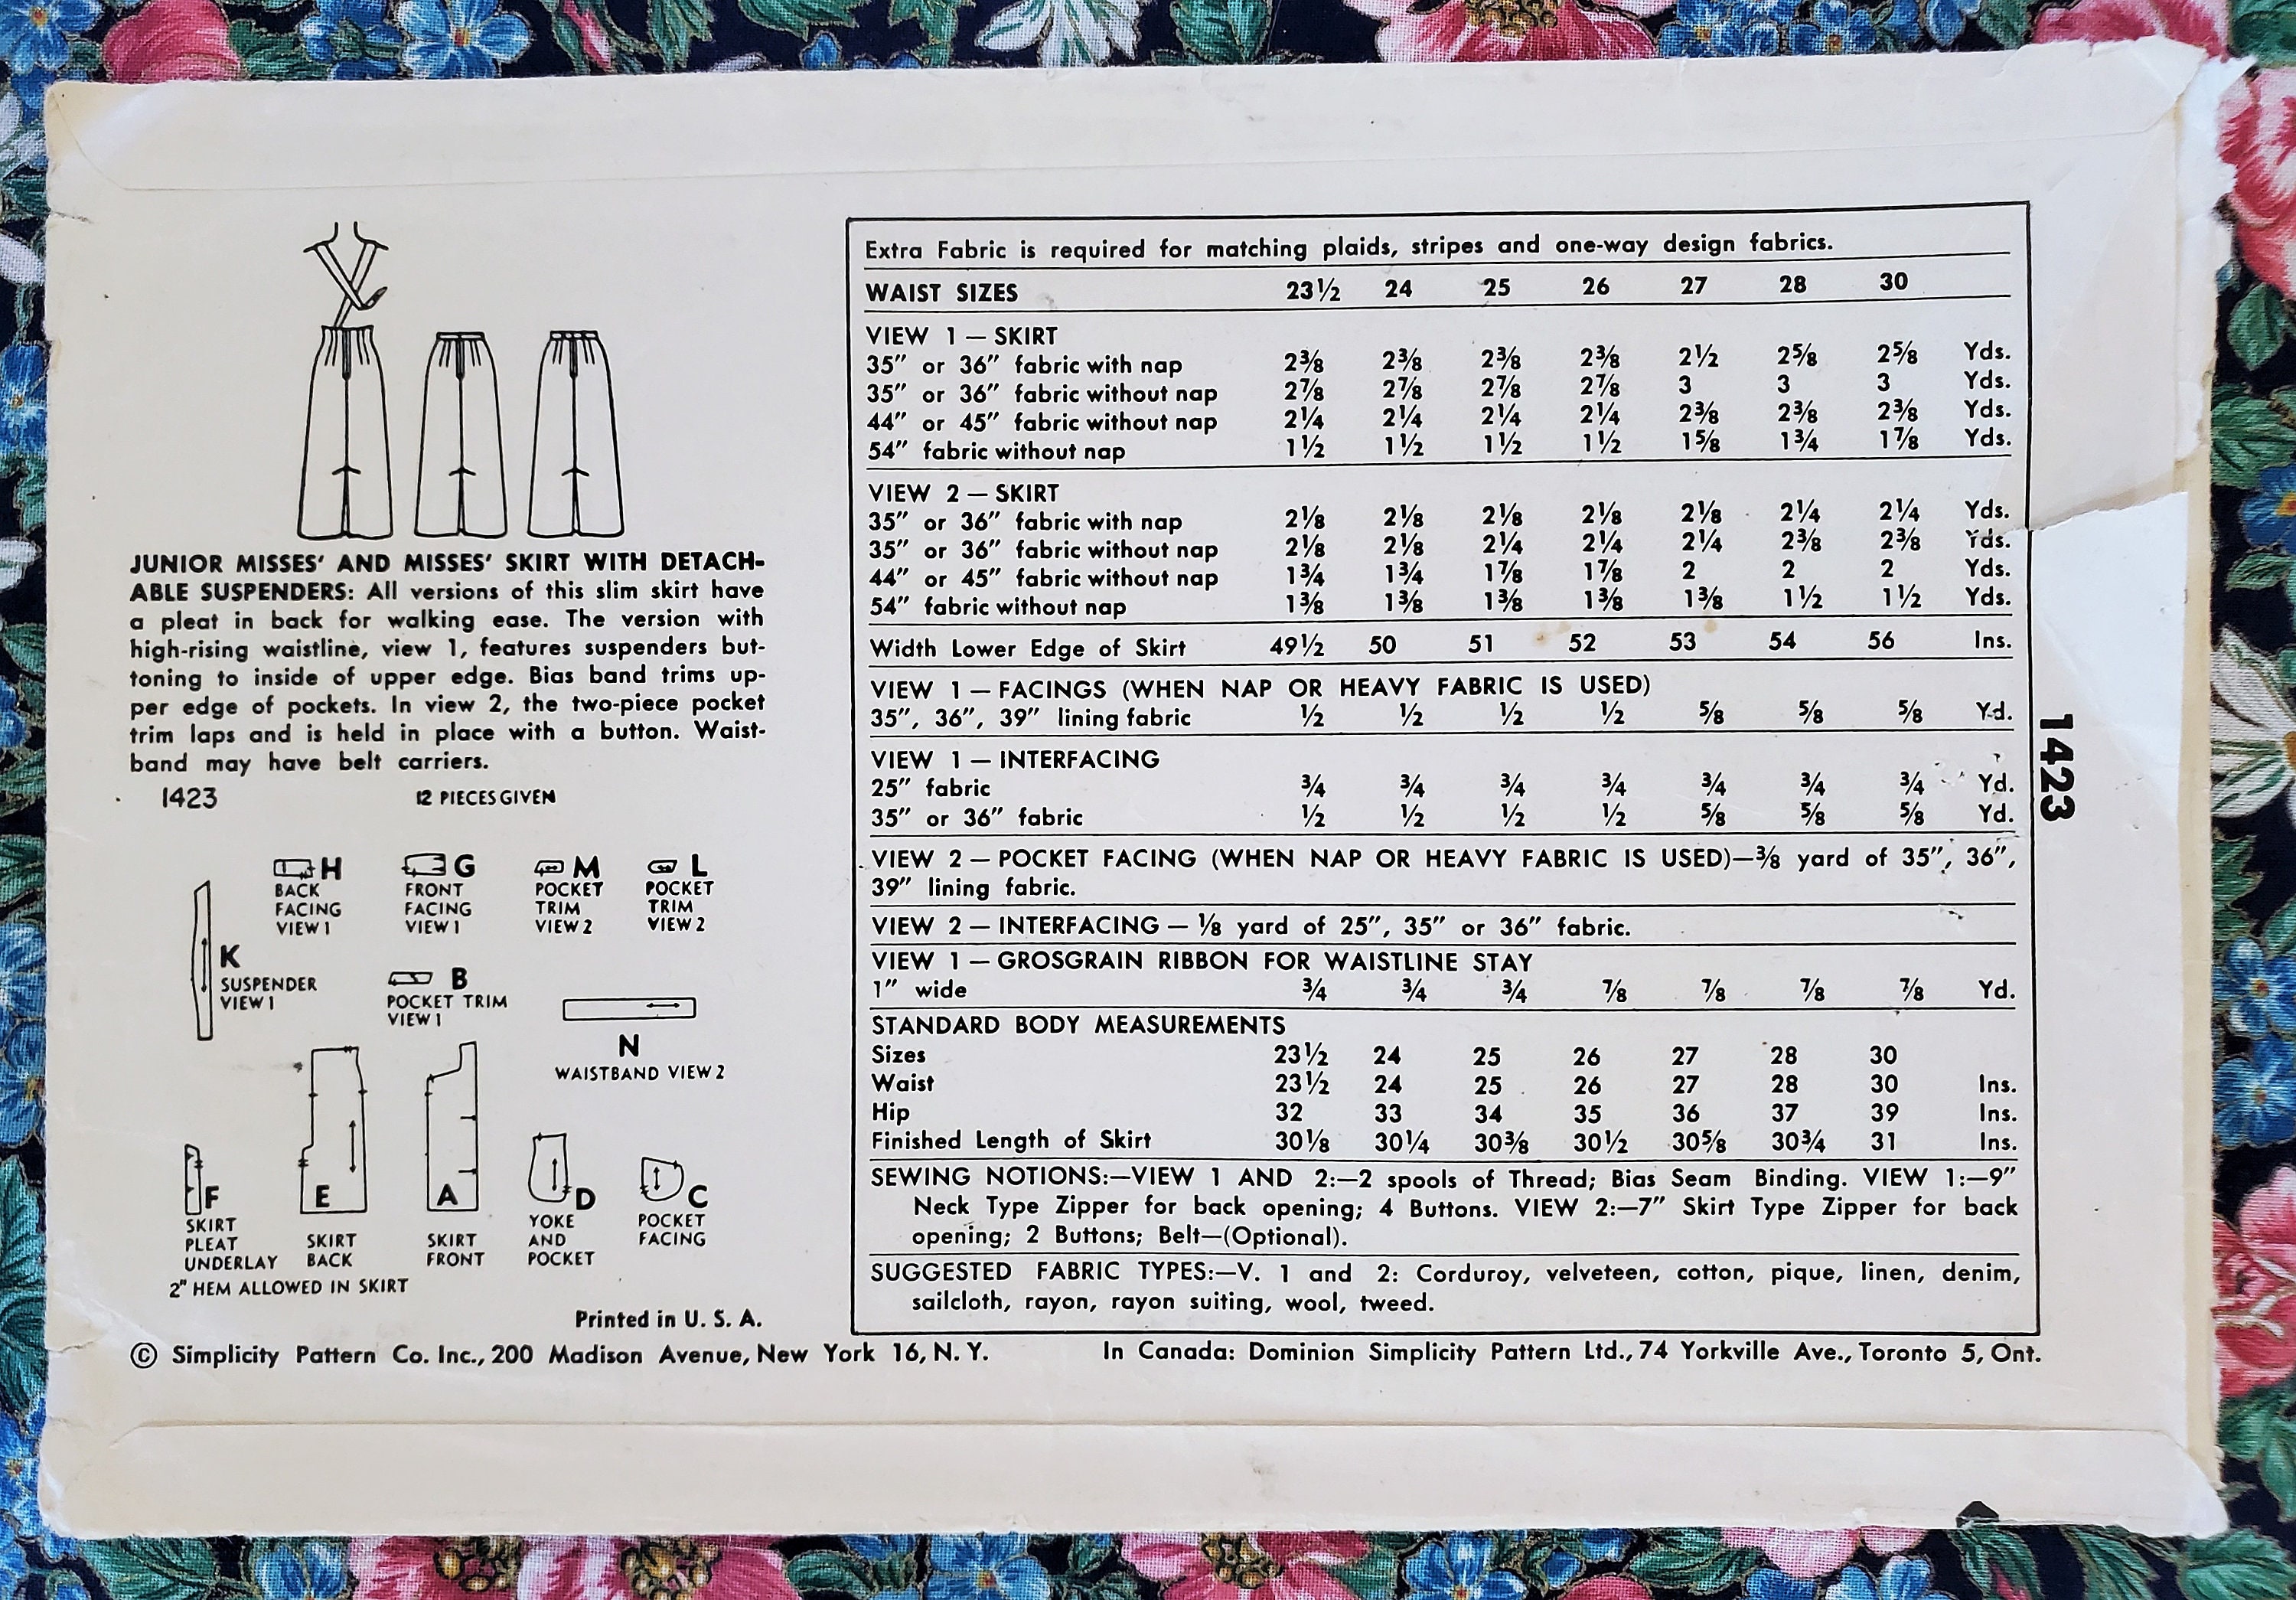 JUNIOR MISSES' AND MISSES' SKIRT WITH DETACH-
ABLE SUSPENDERS: All versions of this slim skirt have
a pleat in back for walking ease. The version with
high-rising waistline, view 1, features suspenders but-
toning to inside of upper edge. Bias band trims up-
per edge of pockets. In view 2, the two-piece pocket
trim laps and is held in place with a button. Waist-
band may have belt carriers.
1423 12 PIECES GIVEN
H
BACK
FACING
VIEW 1
G
FRONT
FACING
VIEW 1
M
POCKET
TRIM
VIEW 2
L
POCKET
TRIM
VIEW 2
K
SUSPENDER
VIEW 1
B
POCKET TRIM
VIEW 1
N
WAISTBAND VIEW 2
F
SKIRT
PLEAT
UNDERLAY
E
SKIRT
BACK
A
SKIRT
FRONT
D
YOKE
AND
POCKET
C
POCKET
FACING
2" HEM ALLOWED IN SKIRT
Printed in U. S. A.
Extra Fabric is required for matching plaids, stripes and one-way design fabrics.
WAIST SIZES 23½ 24 25 26 27 28 30
VIEW 1 — SKIRT
35" or 36" fabric with nap 2⅜ 2⅜ 2⅜ 2⅜ 2½ 2⅝ 2⅝ Yds.
35" or 36" fabric without nap 2⅞ 2⅞ 2⅞ 2⅞ 3 3 3 Yds.
44" or 45" fabric without nap 2¼ 2¼ 2¼ 2¼ 2⅜ 2⅜ 2⅜ Yds.
54" fabric without nap 1½ 1½ 1½ 1½ 1⅝ 1¾ 1⅞ Yds.
VIEW 2 — SKIRT
35" or 36" fabric with nap 2⅛ 2⅛ 2⅛ 2⅛ 2⅛ 2¼ 2¼ Yds.
35" or 36" fabric without nap 2⅛ 2⅛ 2¼ 2¼ 2¼ 2⅜ 2⅜ Yds.
44" or 45" fabric without nap 1¾ 1¾ 1⅞ 1⅞ 2 2 2 Yds.
54" fabric without nap 1⅜ 1⅜ 1⅜ 1⅜ 1⅜ 1½ 1½ Yds.
Width Lower Edge of Skirt 49½ 50 51 52 53 54 56 Ins.
VIEW 1 — FACINGS (WHEN NAP OR HEAVY FABRIC IS USED)
35", 36", 39" lining fabric ½ ½ ½ ½ ⅝ ⅝ ⅝ Yd.
VIEW 1 — INTERFACING
25" fabric ¾ ¾ ¾ ¾ ¾ ¾ ¾ Yd.
35" or 36" fabric ½ ½ ½ ½ ⅝ ⅝ ⅝ Yd.
VIEW 2 — POCKET FACING (WHEN NAP OR HEAVY FABRIC IS USED)—⅜ yard of 35", 36",
39" lining fabric.
VIEW 2 — INTERFACING — ⅛ yard of 25", 35" or 36" fabric.
VIEW 1 — GROSGRAIN RIBBON FOR WAISTLINE STAY
1" wide ¾ ¾ ¾ ⅞ ⅞ ⅞ ⅞ Yd.
STANDARD BODY MEASUREMENTS
Sizes 23½ 24 25 26 27 28 30
Waist 23½ 24 25 26 27 28 30 Ins.
Hip 32 33 34 35 36 37 39 Ins.
Finished Length of Skirt 30⅛ 30¼ 30⅜ 30½ 30⅝ 30¾ 31 Ins.
SEWING NOTIONS:—VIEW 1 AND 2:—2 spools of Thread; Bias Seam Binding. VIEW 1:—9"
Neck Type Zipper for back opening; 4 Buttons. VIEW 2:—7" Skirt Type Zipper for back
opening; 2 Buttons; Belt—(Optional).
SUGGESTED FABRIC TYPES:—V. 1 and 2: Corduroy, velveteen, cotton, pique, linen, denim,
sailcloth, rayon, rayon suiting, wool, tweed.
1423
© Simplicity Pattern Co. Inc., 200 Madison Avenue, New York 16, N. Y. In Canada: Dominion Simplicity Pattern Ltd., 74 Yorkville Ave., Toronto 5, Ont.